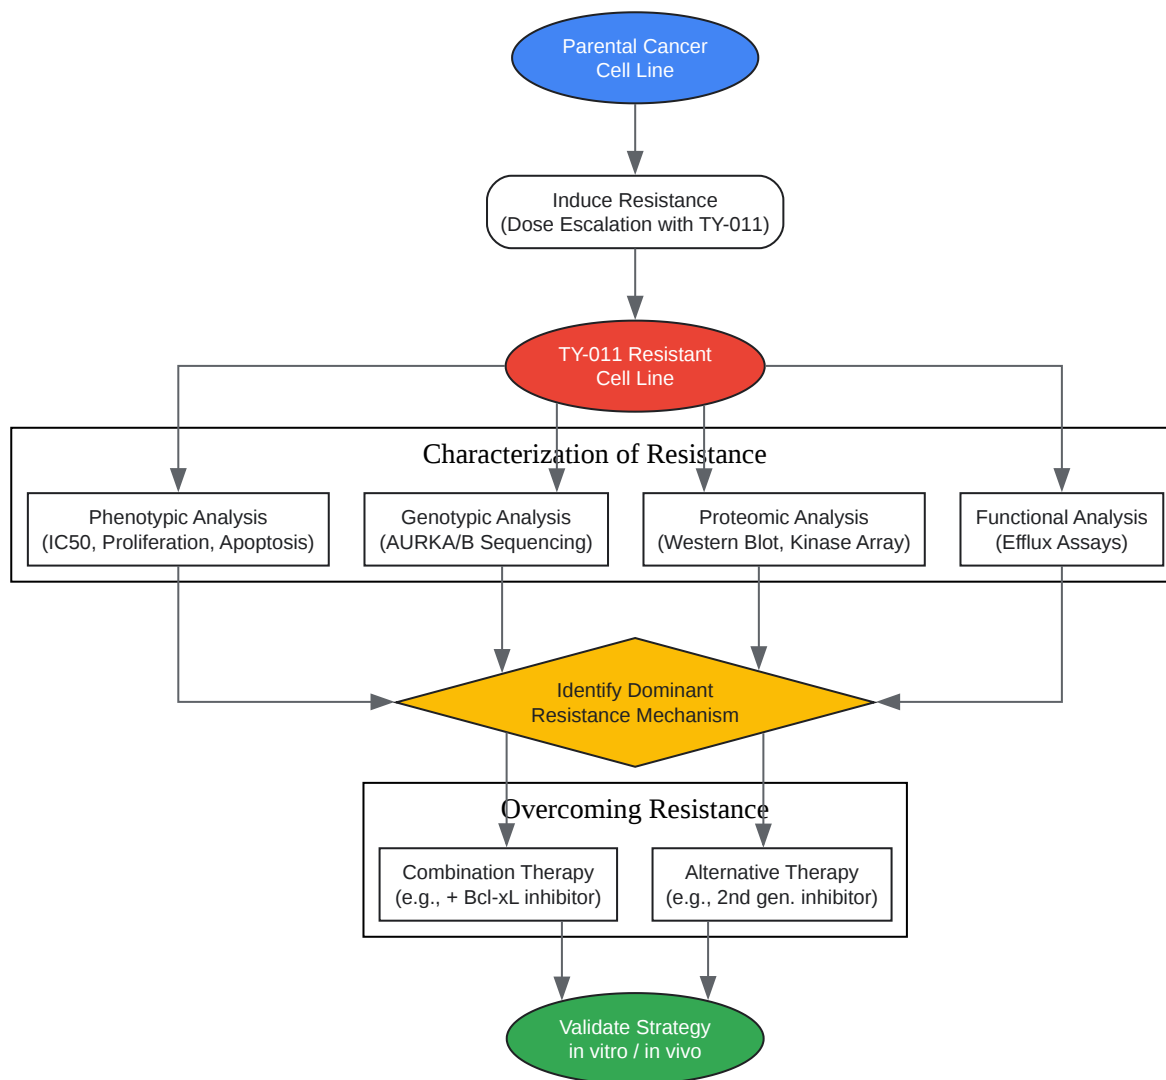 Parental Cancer
Cell Line
Induce Resistance
(Dose Escalation with TY-011)
TY-011 Resistant
Cell Line
Characterization of Resistance
Phenotypic Analysis
(IC50, Proliferation, Apoptosis)
Genotypic Analysis
(AURKA/B Sequencing)
Proteomic Analysis
(Western Blot, Kinase Array)
Functional Analysis
(Efflux Assays)
Identify Dominant
Resistance Mechanism
Overcoming Resistance
Combination Therapy
(e.g., + Bcl-xL inhibitor)
Alternative Therapy
(e.g., 2nd gen. inhibitor)
Validate Strategy
in vitro / in vivo